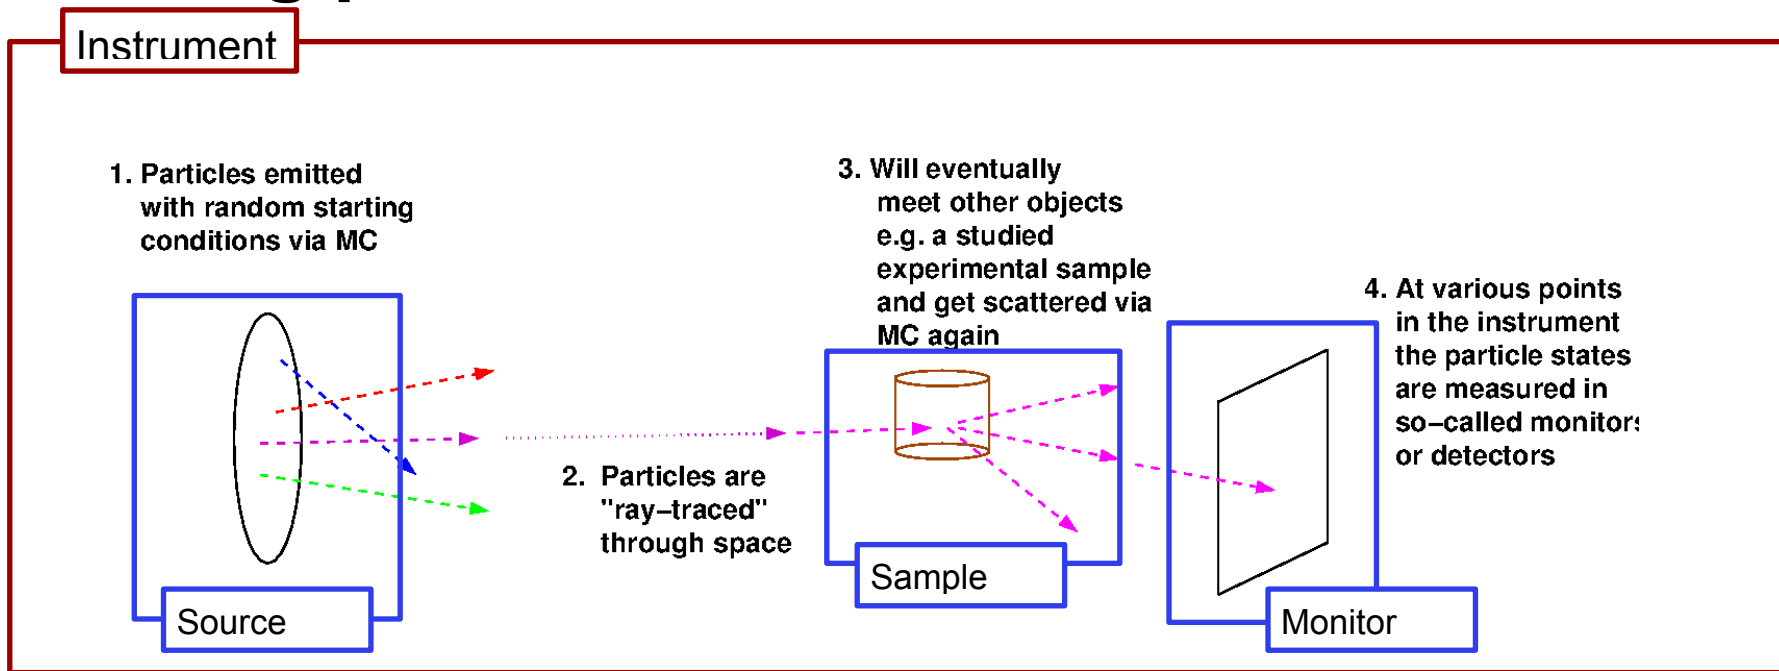 Instrument
1. Particles emitted
with random starting
conditions via MC
3. Will eventually
meet other objects
e.g. a studied
experimental sample
and get scattered via
MC again
4. At various points
in the instrument
the particle states
are measured in
so–called monitors
or detectors
2. Particles are
"ray–traced"
through space
Source
Sample
Monitor